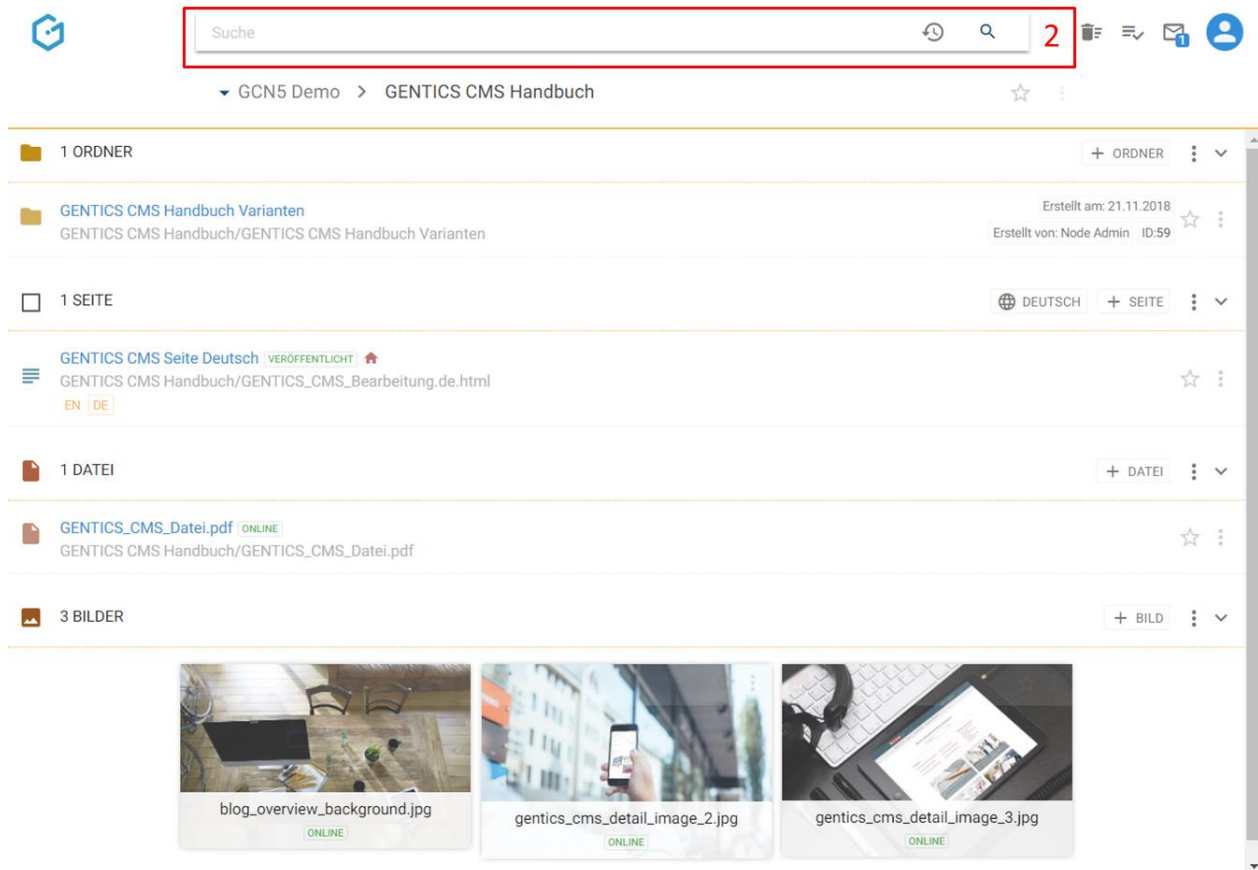 Suche
2
1
GCN5 Demo > GENTICS CMS Handbuch
1 ORDNER
+ ORDNER
GENTICS CMS Handbuch Varianten
Erstellt am: 21.11.2018
GENTICS CMS Handbuch/GENTICS CMS Handbuch Varianten
Erstellt von: Node Admin ID:59
1 SEITE
DEUTSCH + SEITE
GENTICS CMS Seite Deutsch VERÖFFENTLICHT
GENTICS CMS Handbuch/GENTICS_CMS_Bearbeitung.de.html
EN DE
1 DATEI
+ DATEI
GENTICS_CMS_Datei.pdf ONLINE
GENTICS CMS Handbuch/GENTICS_CMS_Datei.pdf
3 BILDER
+ BILD
blog_overview_background.jpg
ONLINE
gentics_cms_detail_image_2.jpg
ONLINE
gentics_cms_detail_image_3.jpg
ONLINE